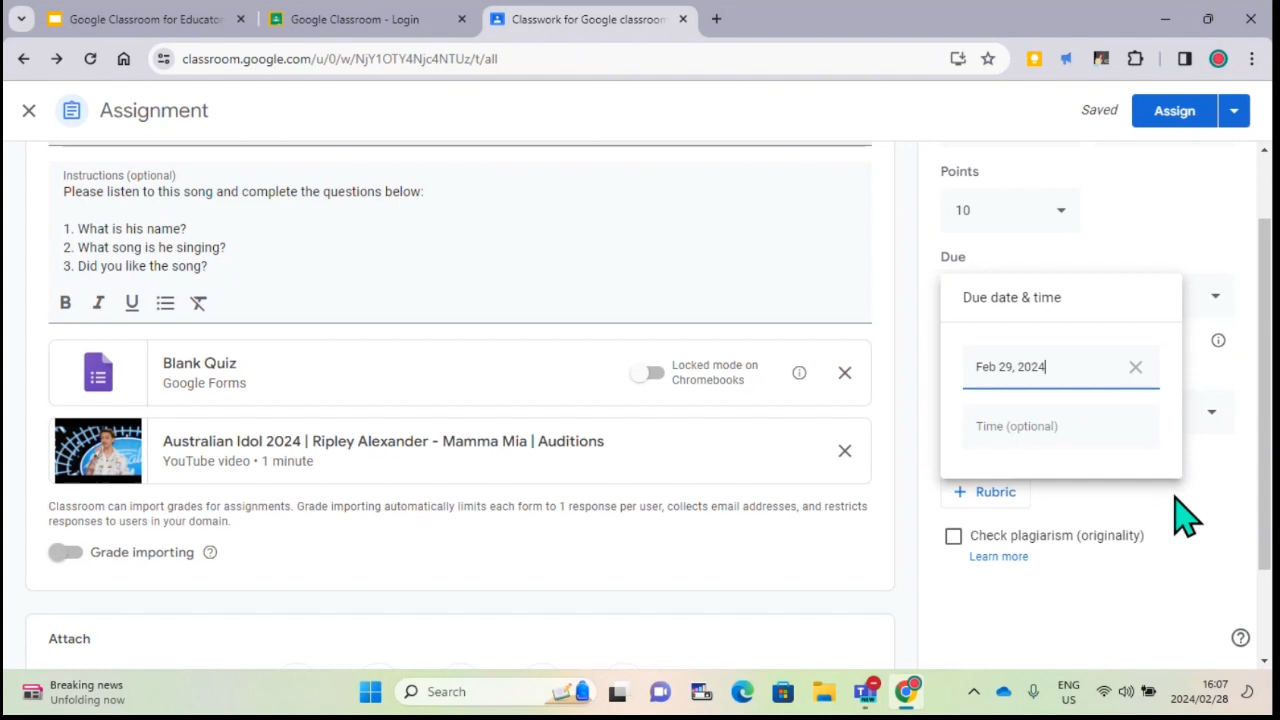 Google Classroom for Educator
Google Classroom - Login
Classwork for Google classroom
classroom.google.com/u/0/w/NjY1OTY4Njc4NTUz/t/all
Assignment
Saved
Assign
Instructions (optional)
Please listen to this song and complete the questions below:
1. What is his name?
2. What song is he singing?
3. Did you like the song?
B I U
Blank Quiz
Google Forms
Locked mode on
Chromebooks
Australian Idol 2024 | Ripley Alexander - Mamma Mia | Auditions
YouTube video • 1 minute
Classroom can import grades for assignments. Grade importing automatically limits each form to 1 response per user, collects email addresses, and restricts
responses to users in your domain.
Grade importing
Attach
Points
10
Due
Due date & time
Feb 29, 2024
Time (optional)
+ Rubric
Check plagiarism (originality)
Learn more
Breaking news
Unfolding now
Search
NEW
ENG
US
16:07
2024/02/28